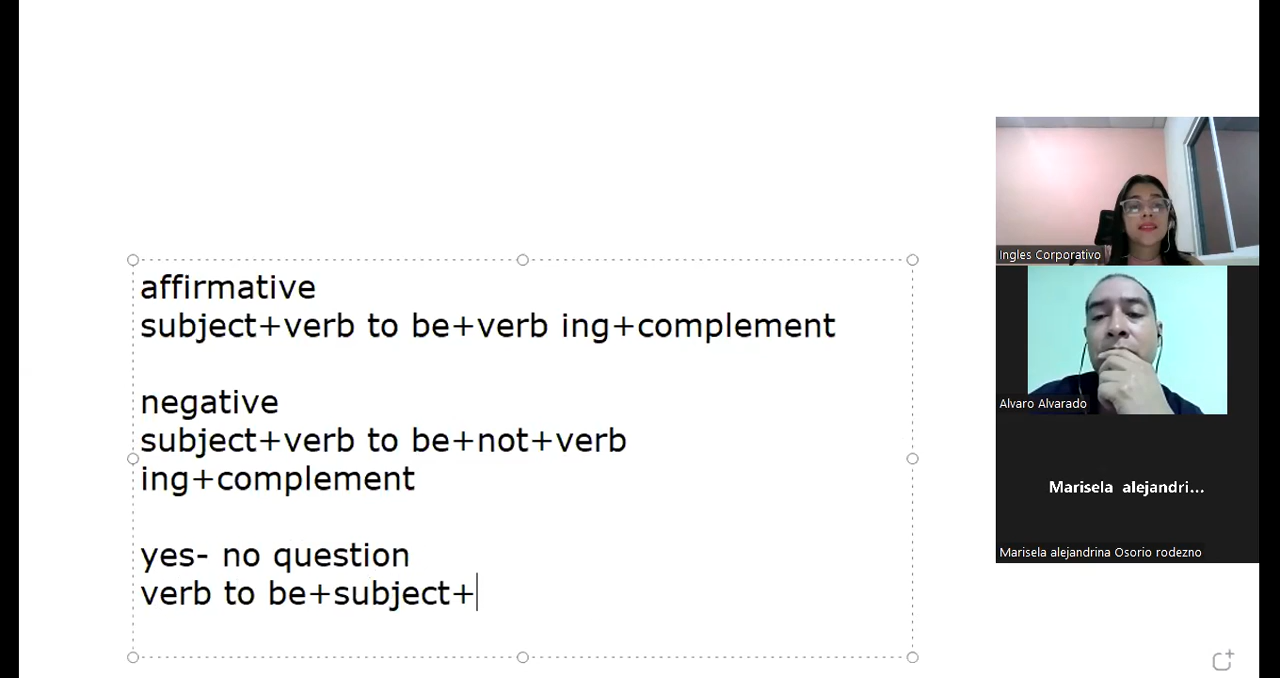 affirmative
subject+verb to be+verb ing+complement
negative
subject+verb to be+not+verb
ing+complement
yes- no question
verb to be+subject+
Ingles Corporativo
Alvaro Alvarado
Marisela alejandri...
Marisela alejandrina Osorio rodezno